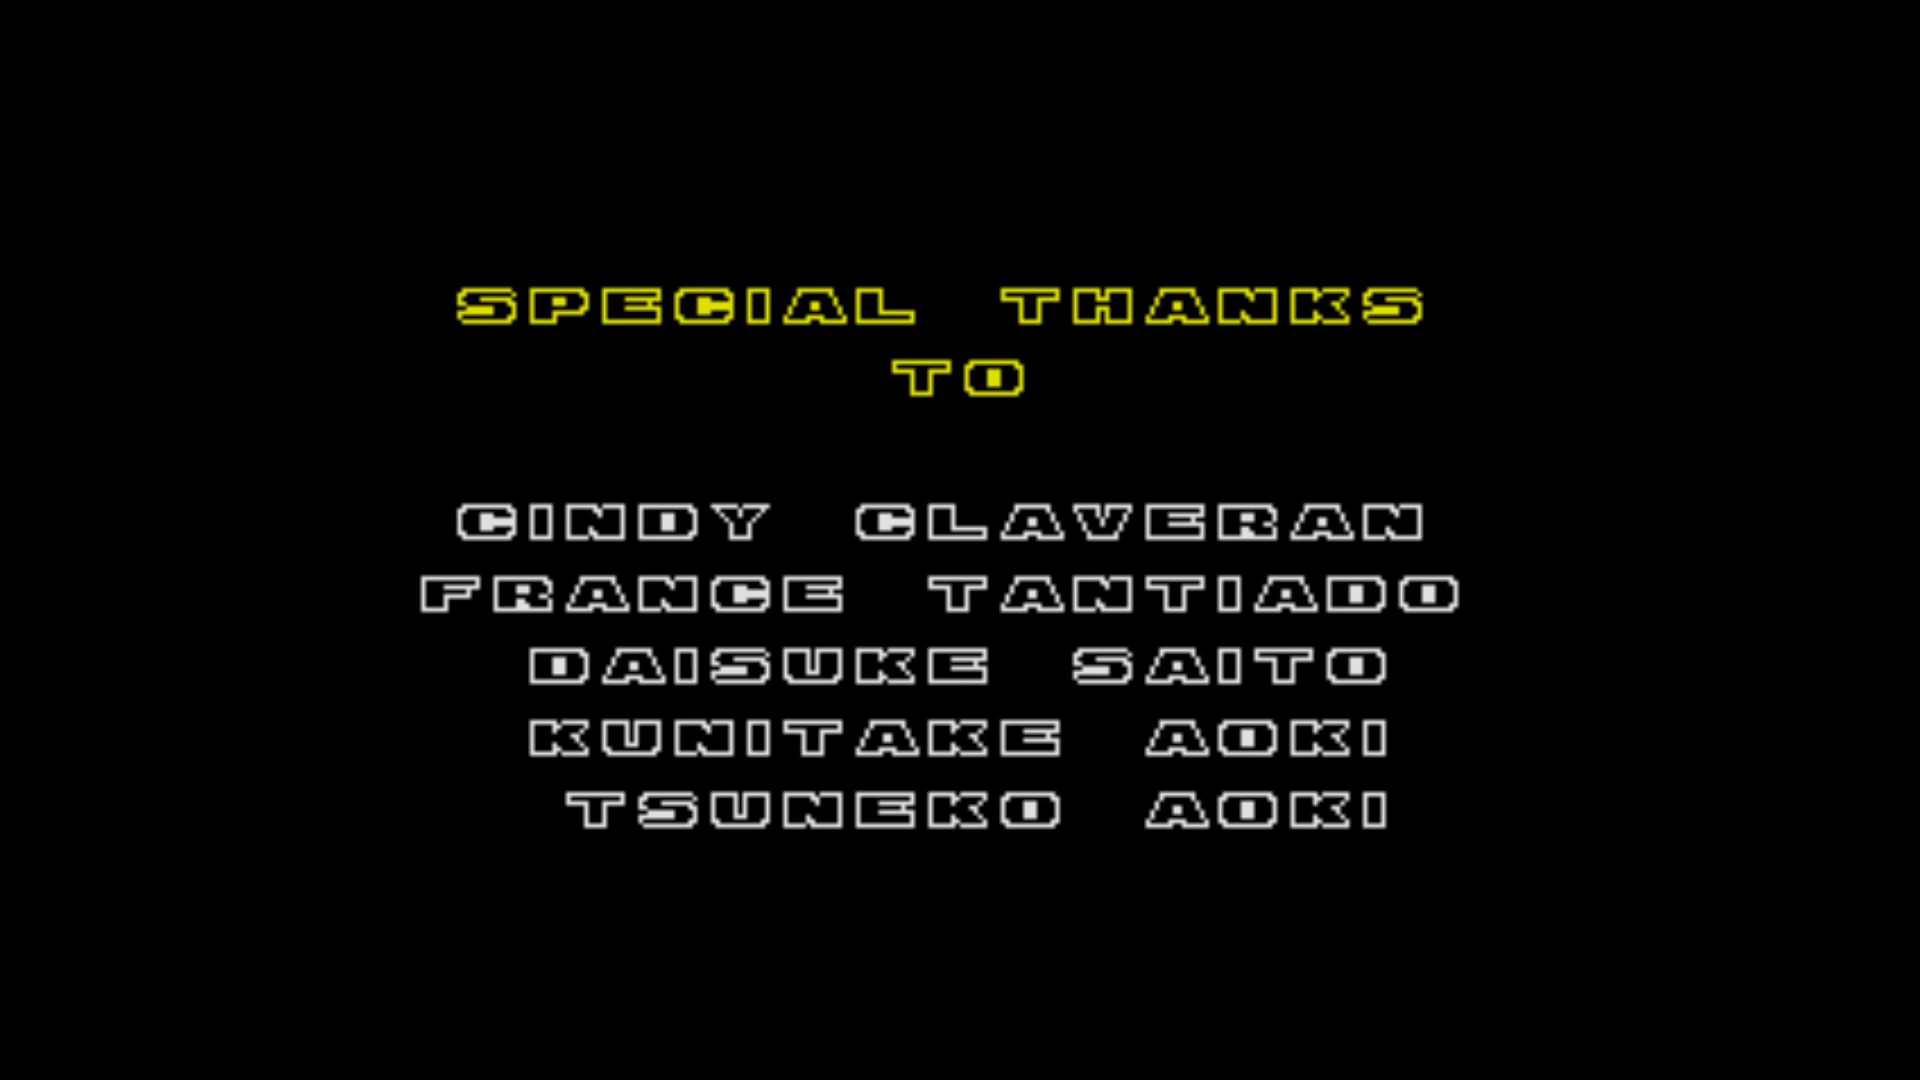 SPECIAL THANKS
TO
CINDY CLAVERAN
FRANCE TANTIADO
DAISUKE SAITO
KUNITAKE AOKI
TSUNEKO AOKI